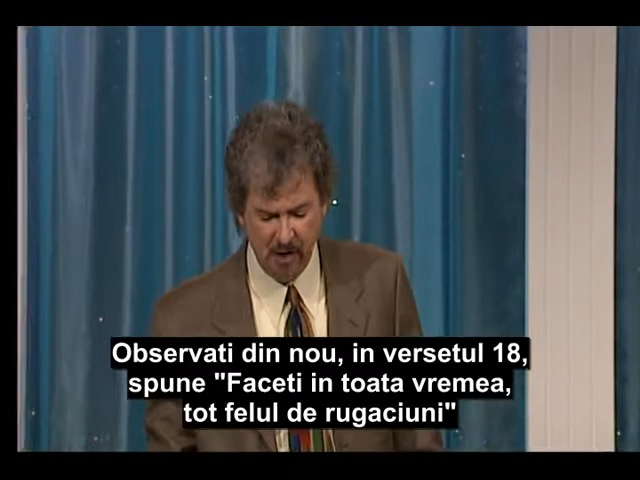 Observati din nou, in versetul 18,
spune "Faceti in toata vremea,
tot felul de rugaciuni"